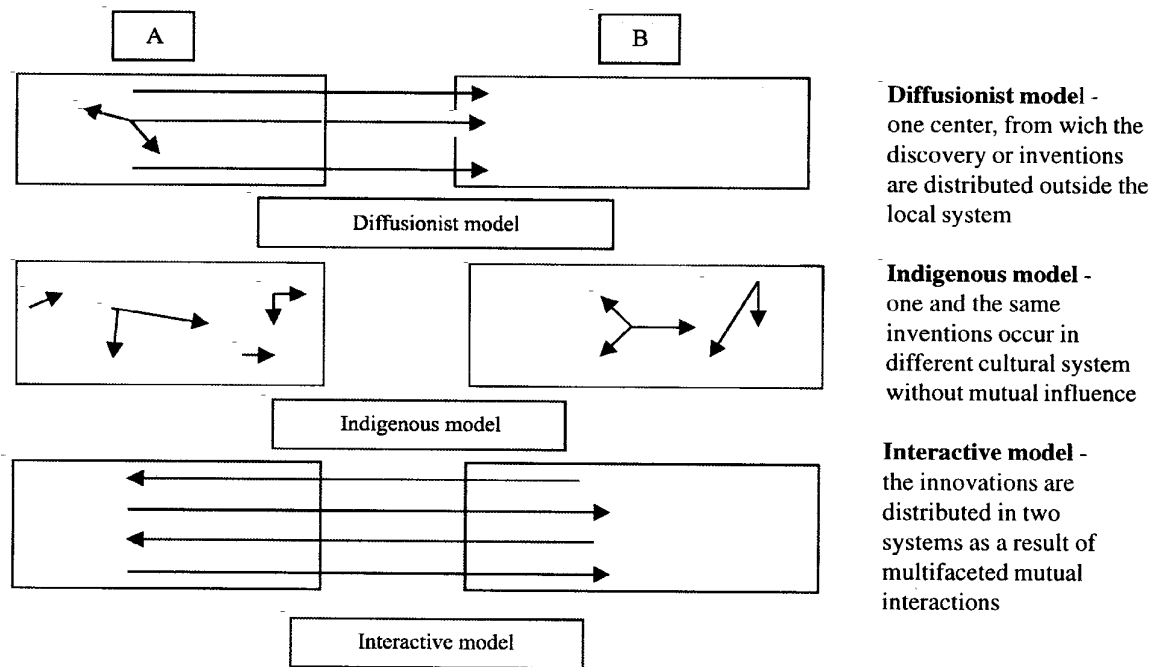 A
B
Diffusionist model
Diffusionist model -
one center, from wich the
discovery or inventions
are distributed outside the
local system
Indigenous model
Indigenous model -
one and the same
inventions occur in
different cultural system
without mutual influence
Interactive model
Interactive model -
the innovations are
distributed in two
systems as a result of
multifaceted mutual
interactions